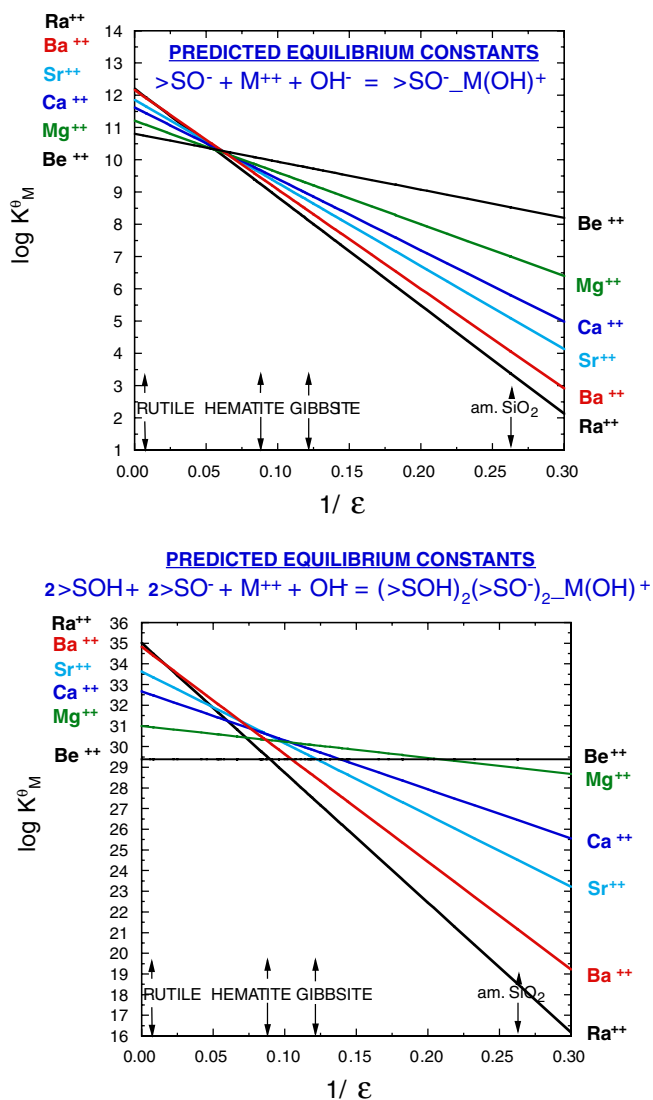 PREDICTED EQUILIBRIUM CONSTANTS
>SO⁻ + M⁺⁺ + OH⁻ = >SO⁻_M(OH)⁺
Ra⁺⁺
Ba⁺⁺
Sr⁺⁺
Ca⁺⁺
Mg⁺⁺
Be⁺⁺
log K^θ_M
14
13
12
11
10
9
8
7
6
5
4
3
2
1
Be⁺⁺
Mg⁺⁺
Ca⁺⁺
Sr⁺⁺
Ba⁺⁺
Ra⁺⁺
RUTILE HEMATITE GIBBSITE am. SiO₂
0.00 0.05 0.10 0.15 0.20 0.25 0.30
1/ ε
PREDICTED EQUILIBRIUM CONSTANTS
2>SOH + 2>SO⁻ + M⁺⁺ + OH⁻ = (>SOH)₂(>SO⁻)₂_M(OH)⁺
Ra⁺⁺
Ba⁺⁺
Sr⁺⁺
Ca⁺⁺
Mg⁺⁺
Be⁺⁺
log K^θ_M
36
35
34
33
32
31
30
29
28
27
26
25
24
23
22
21
20
19
18
17
16
Be⁺⁺
Mg⁺⁺
Ca⁺⁺
Sr⁺⁺
Ba⁺⁺
Ra⁺⁺
RUTILE HEMATITE GIBBSITE am. SiO₂
0.00 0.05 0.10 0.15 0.20 0.25 0.30
1/ ε